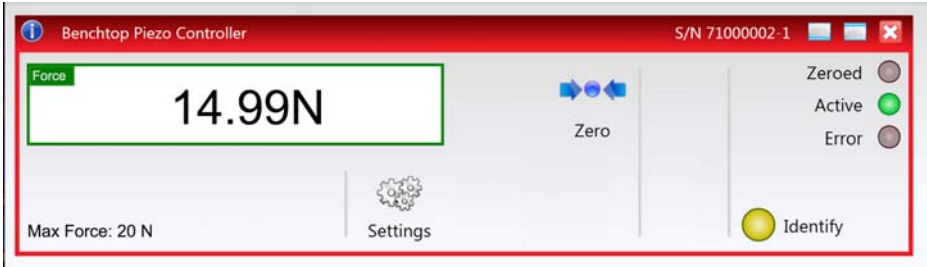 Benchtop Piezo Controller
S/N 71000002-1
Force
14.99N
Zero
Zeroed
Active
Error
Max Force: 20 N
Settings
Identify